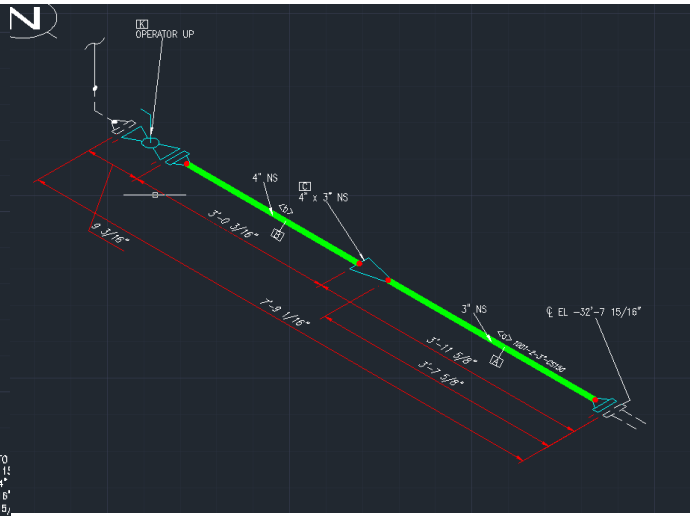 N
K
OPERATOR UP
4" NS
C
4" x 3" NS
3'-0 3/16"
9 3/16"
7'-9 1/16"
3" NS
℄ EL -32'-7 15/16"
3'-11 5/8"
A
3'-7 5/8"